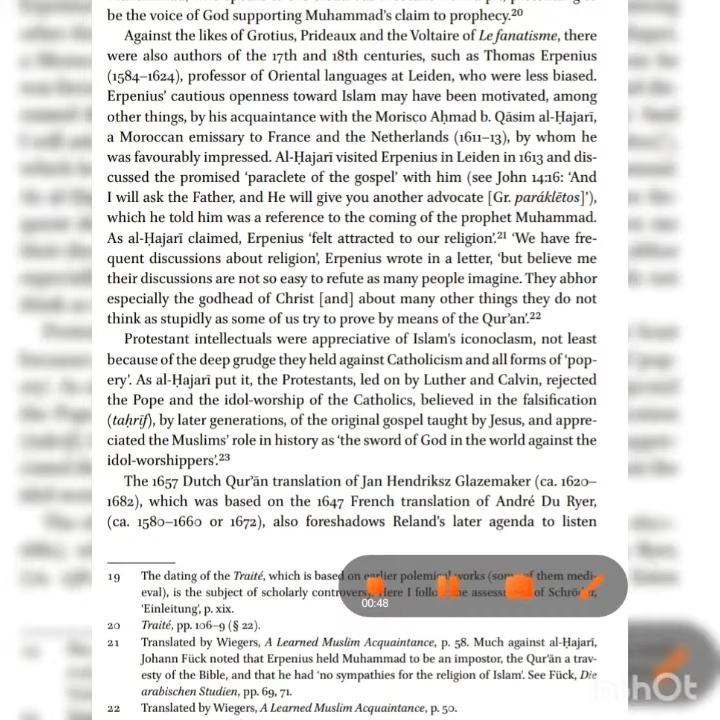 be the voice of God supporting Muhammad's claim to prophecy.20
Against the likes of Grotius, Prideaux and the Voltaire of Le fanatisme, there
were also authors of the 17th and 18th centuries, such as Thomas Erpenius
(1584–1624), professor of Oriental languages at Leiden, who were less biased.
Erpenius' cautious openness toward Islam may have been motivated, among
other things, by his acquaintance with the Morisco Aḥmad b. Qāsim al-Ḥajarī,
a Moroccan emissary to France and the Netherlands (1611–13), by whom he
was favourably impressed. Al-Ḥajarī visited Erpenius in Leiden in 1613 and dis-
cussed the promised 'paraclete of the gospel' with him (see John 14:16: 'And
I will ask the Father, and He will give you another advocate [Gr. paráklētos]'),
which he told him was a reference to the coming of the prophet Muhammad.
As al-Ḥajarī claimed, Erpenius 'felt attracted to our religion'.21 'We have fre-
quent discussions about religion', Erpenius wrote in a letter, 'but believe me
their discussions are not so easy to refute as many people imagine. They abhor
especially the godhead of Christ [and] about many other things they do not
think as stupidly as some of us try to prove by means of the Qur'an'.22
Protestant intellectuals were appreciative of Islam's iconoclasm, not least
because of the deep grudge they held against Catholicism and all forms of 'pop-
ery'. As al-Ḥajarī put it, the Protestants, led on by Luther and Calvin, rejected
the Pope and the idol-worship of the Catholics, believed in the falsification
(taḥrīf), by later generations, of the original gospel taught by Jesus, and appre-
ciated the Muslims' role in history as 'the sword of God in the world against the
idol-worshippers'.23
The 1657 Dutch Qur'ān translation of Jan Hendriksz Glazemaker (ca. 1620–
1682), which was based on the 1647 French translation of André Du Ryer,
(ca. 1580–1660 or 1672), also foreshadows Reland's later agenda to listen
19 The dating of the Traité, which is based on earlier polemical works (some of them medi-
eval), is the subject of scholarly controversy. Here I follow the assessment of Schröder,
'Einleitung', p. xix.
00:48
20 Traité, pp. 106–9 (§ 22).
21 Translated by Wiegers, A Learned Muslim Acquaintance, p. 58. Much against al-Ḥajarī,
Johann Fück noted that Erpenius held Muhammad to be an impostor, the Qur'ān a trav-
esty of the Bible, and that he had 'no sympathies for the religion of Islam'. See Fück, Die
arabischen Studien, pp. 69, 71.
22 Translated by Wiegers, A Learned Muslim Acquaintance, p. 50.